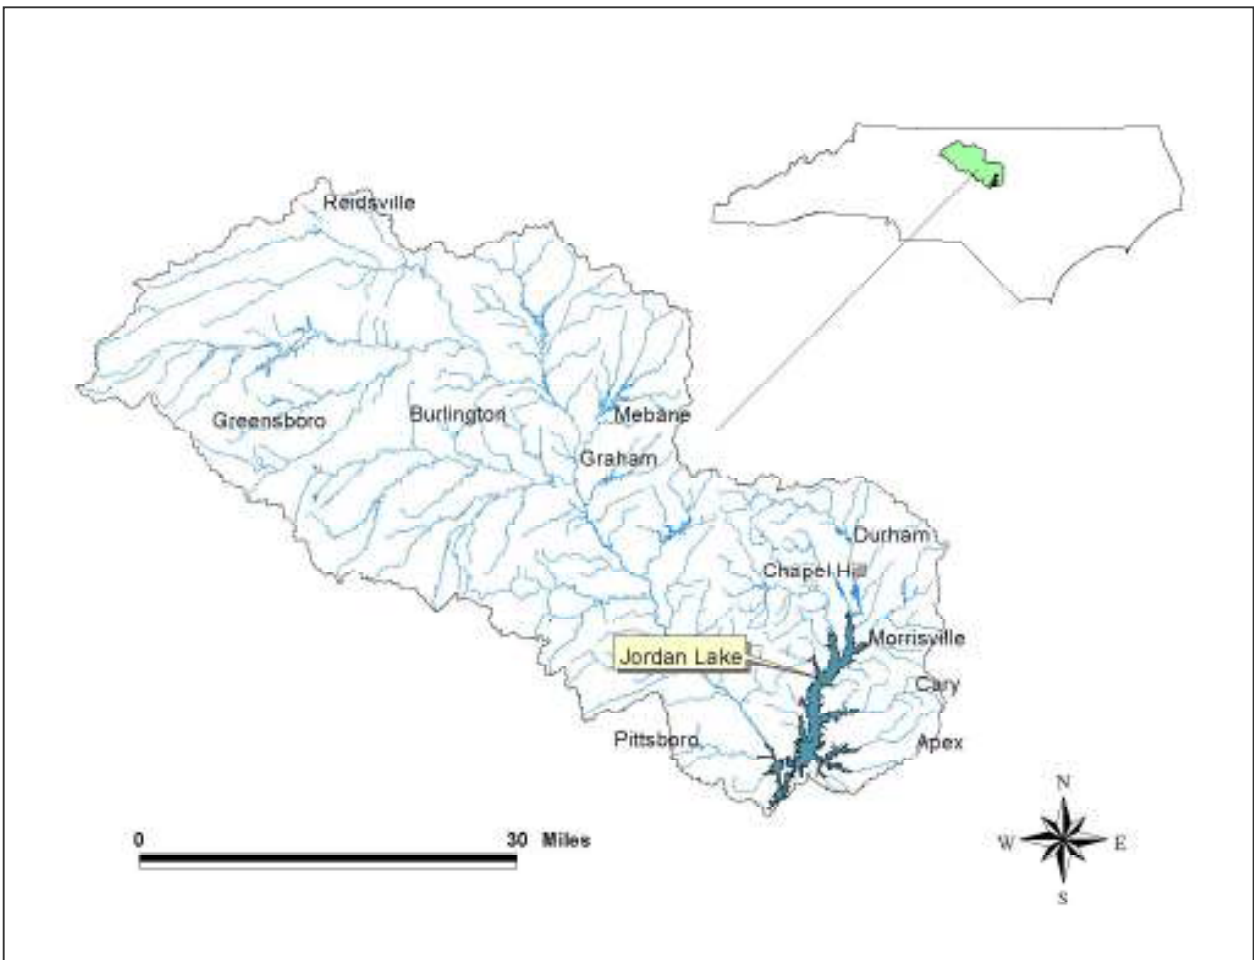 Reidsville
Greensboro
Burlington
Mebane
Graham
Durham
Chapel Hill
Morrisville
Jordan Lake
Cary
Pittsboro
Apex
N
W
E
S
0
30 Miles